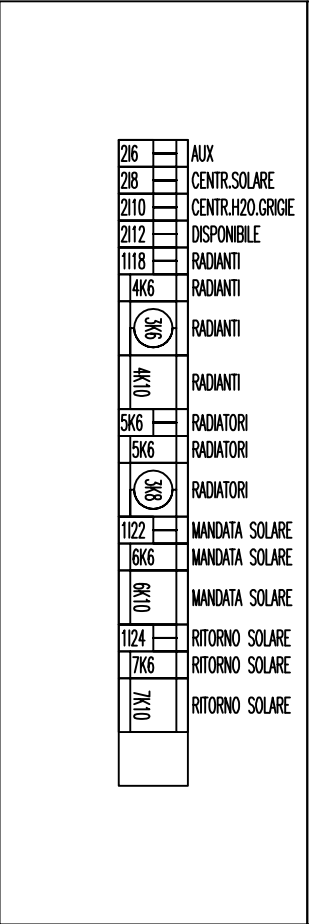 2I6 AUX
2I8 CENTR.SOLARE
2I10 CENTR.H2O.GRIGIE
2I12 DISPONIBILE
1I18 RADIANTI
4K6 RADIANTI
3K6 RADIANTI
4K10 RADIANTI
5K6 RADIATORI
5K6 RADIATORI
3K8 RADIATORI
1I22 MANDATA SOLARE
6K6 MANDATA SOLARE
6K10 MANDATA SOLARE
1I24 RITORNO SOLARE
7K6 RITORNO SOLARE
7K10 RITORNO SOLARE